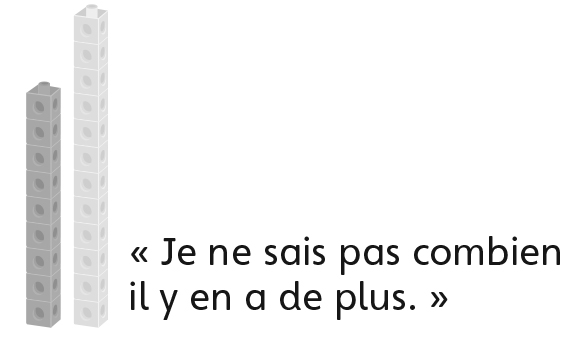 « Je ne sais pas combien
il y en a de plus. »